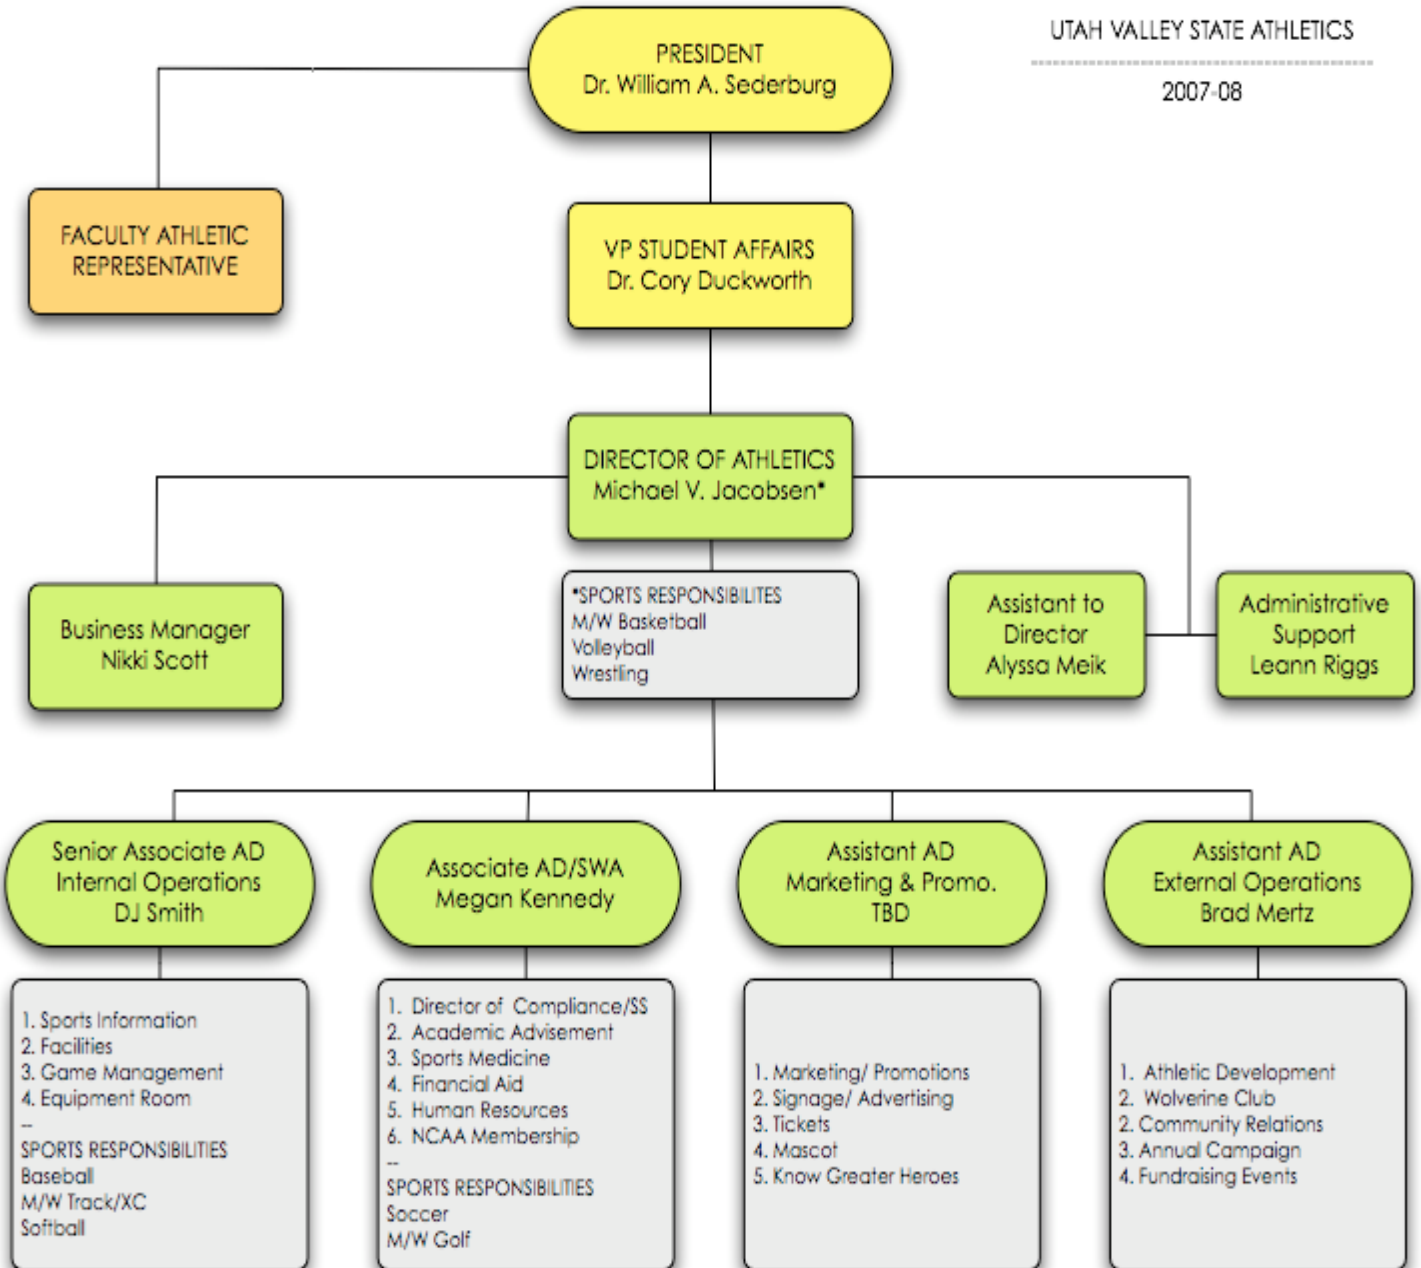 UTAH VALLEY STATE ATHLETICS
2007-08
PRESIDENT
Dr. William A. Sederburg
FACULTY ATHLETIC
REPRESENTATIVE
VP STUDENT AFFAIRS
Dr. Cory Duckworth
DIRECTOR OF ATHLETICS
Michael V. Jacobsen*
Business Manager
Nikki Scott
*SPORTS RESPONSIBILITES
M/W Basketball
Volleyball
Wrestling
Assistant to
Director
Alyssa Meik
Administrative
Support
Leann Riggs
Senior Associate AD
Internal Operations
DJ Smith
Associate AD/SWA
Megan Kennedy
Assistant AD
Marketing & Promo.
TBD
Assistant AD
External Operations
Brad Mertz
1. Sports Information
2. Facilities
3. Game Management
4. Equipment Room
--
SPORTS RESPONSIBILITIES
Baseball
M/W Track/XC
Softball
1. Director of Compliance/SS
2. Academic Advisement
3. Sports Medicine
4. Financial Aid
5. Human Resources
6. NCAA Membership
--
SPORTS RESPONSIBILITIES
Soccer
M/W Golf
1. Marketing/ Promotions
2. Signage/ Advertising
3. Tickets
4. Mascot
5. Know Greater Heroes
1. Athletic Development
2. Wolverine Club
2. Community Relations
3. Annual Campaign
4. Fundraising Events